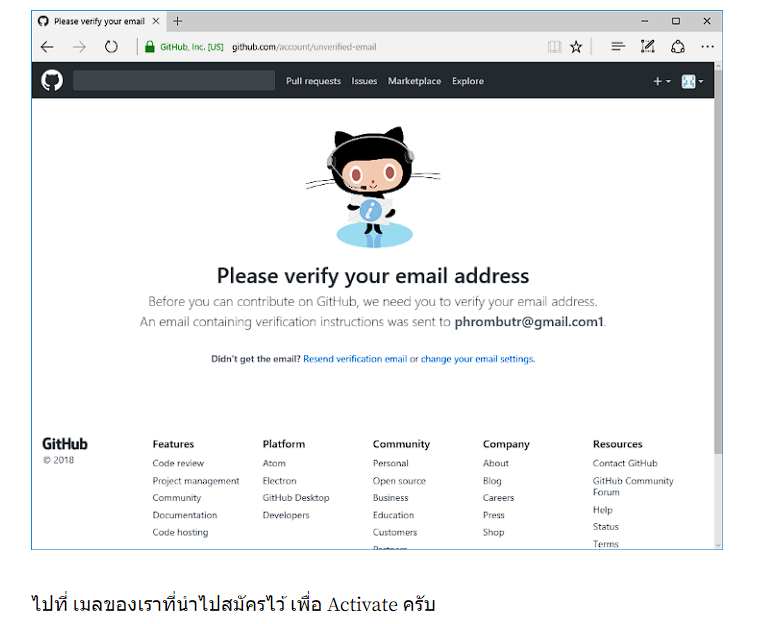 Please verify your email
GitHub, Inc. [US] github.com/account/unverified-email
Pull requests Issues Marketplace Explore
Please verify your email address
Before you can contribute on GitHub, we need you to verify your email address.
An email containing verification instructions was sent to phrombutr@gmail.com1.
Didn't get the email? Resend verification email or change your email settings.
GitHub
© 2018
Features
Code review
Project management
Community
Documentation
Code hosting
Platform
Atom
Electron
GitHub Desktop
Developers
Community
Personal
Open source
Business
Education
Customers
Partners
Company
About
Blog
Careers
Press
Shop
Resources
Contact GitHub
GitHub Community
Forum
Help
Status
Terms
ไปที่ เมลของเราที่นำไปสมัครไว้ เพื่อ Activate ครับ